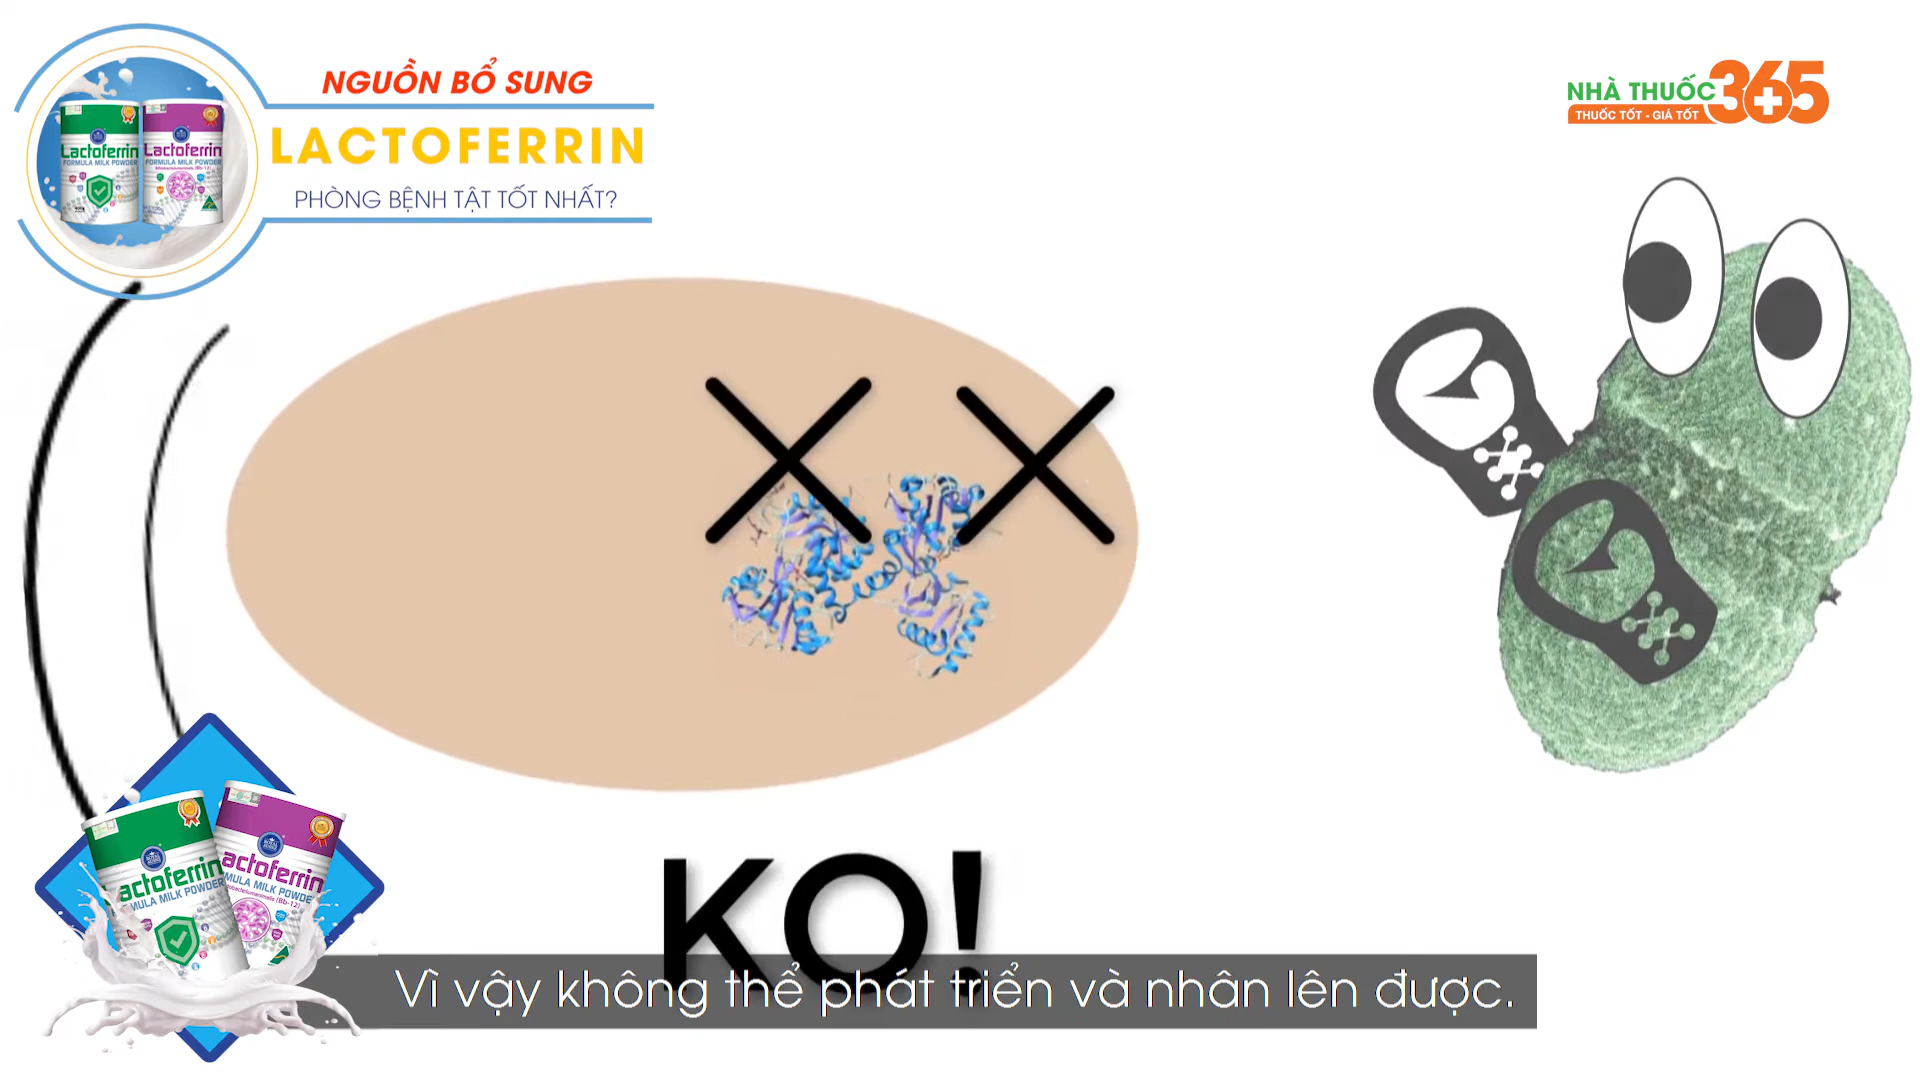 NGUỒN BỔ SUNG
LACTOFERRIN
PHÒNG BỆNH TẬT TỐT NHẤT?
Lactoferrin
FORMULA MILK POWDER
Lactoferrin
FORMULA MILK POWDER
NHÀ THUỐC 365
THUỐC TỐT - GIÁ TỐT
actoferrin
MULA MILK POWDER
actoferrin
MULA MILK POWDE
(Bb-12)
KO!
Vì vậy không thể phát triển và nhân lên được.